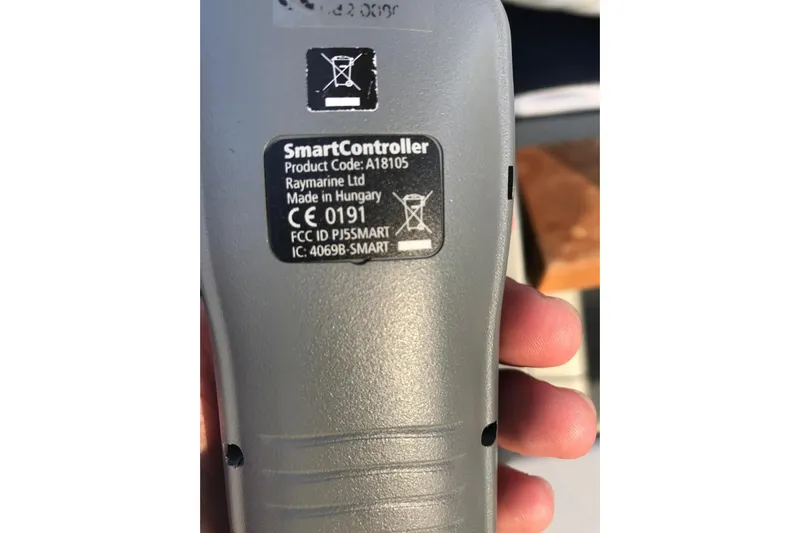 SmartController
Product Code: A18105
Raymarine Ltd
Made in Hungary
CE 0191
FCC ID PJ5SMART
IC: 4069B-SMART